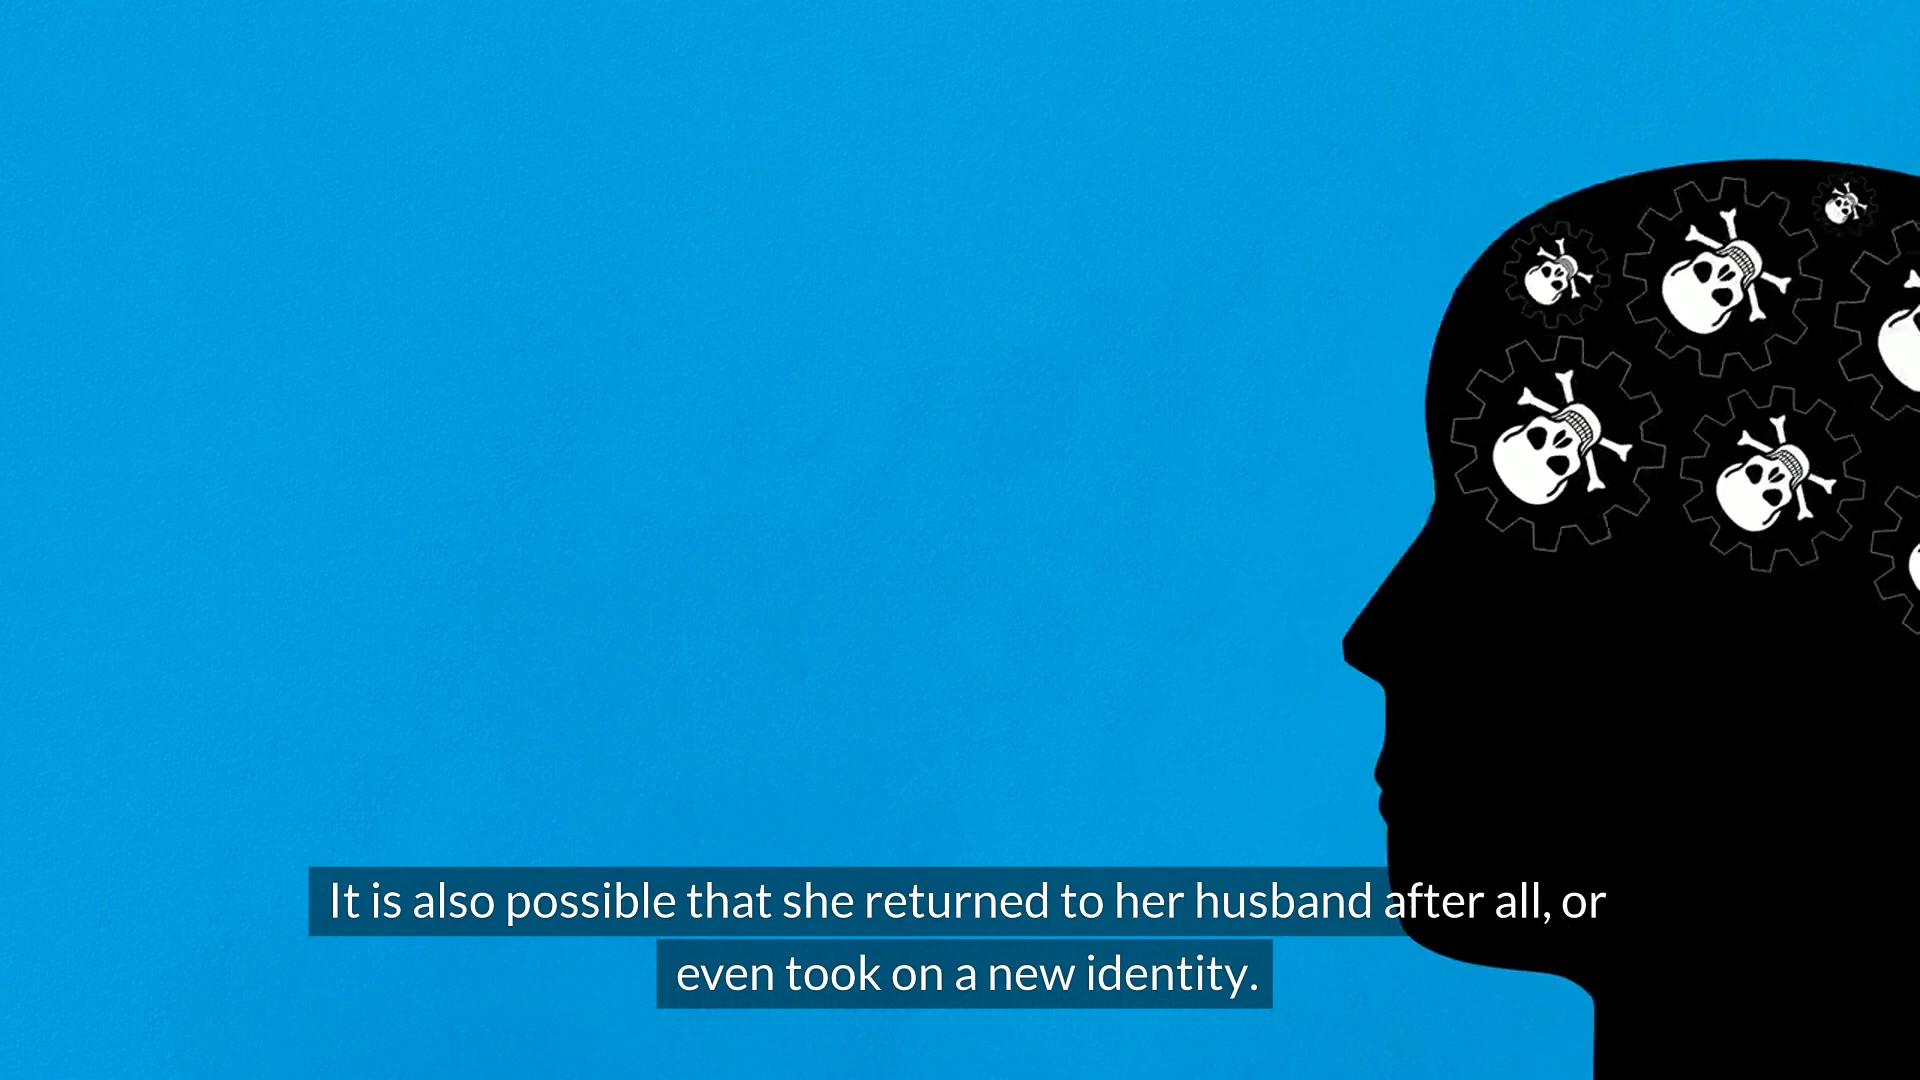 It is also possible that she returned to her husband after all, or
even took on a new identity.